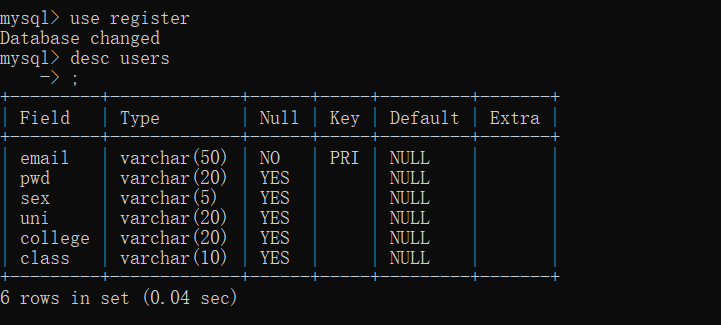 mysql> use register
Database changed
mysql> desc users
    -> ;
+---------+-------------+------+-----+---------+-------+
| Field   | Type        | Null | Key | Default | Extra |
+---------+-------------+------+-----+---------+-------+
| email   | varchar(50) | NO   | PRI | NULL    |       |
| pwd     | varchar(20) | YES  |     | NULL    |       |
| sex     | varchar(5)  | YES  |     | NULL    |       |
| uni     | varchar(20) | YES  |     | NULL    |       |
| college | varchar(20) | YES  |     | NULL    |       |
| class   | varchar(10) | YES  |     | NULL    |       |
+---------+-------------+------+-----+---------+-------+
6 rows in set (0.04 sec)